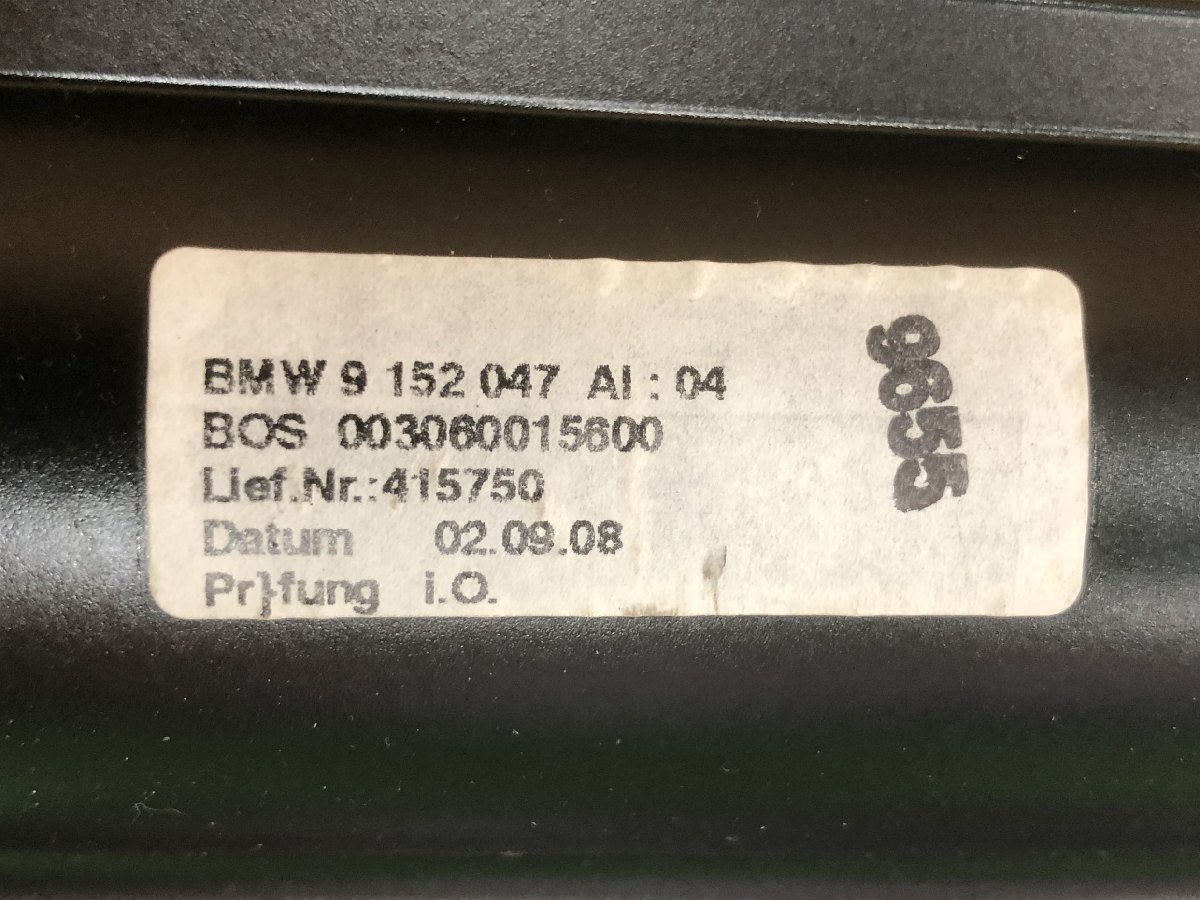 BMW 9 152 047 AI : 04
BOS 003060015600
Lief.Nr.:415750
Datum 02.09.08
Pr}fung i.O.
9655